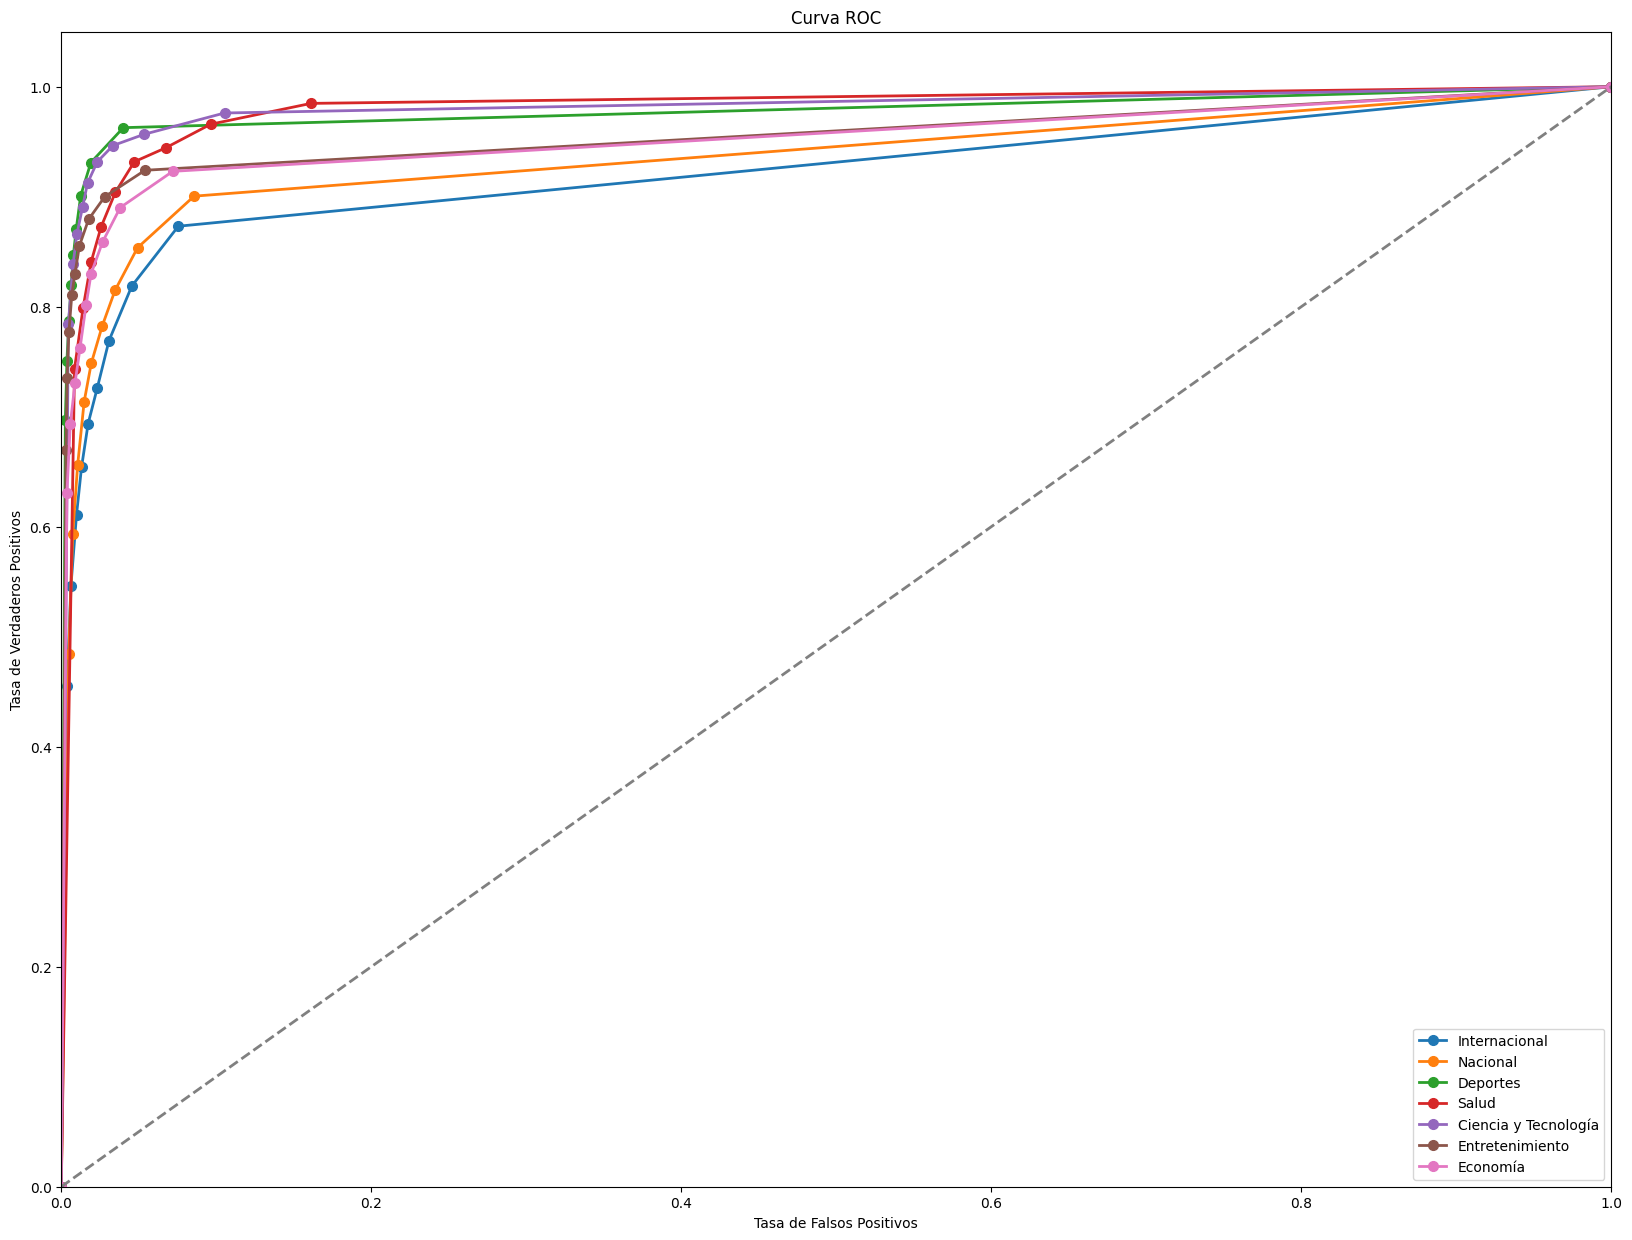 Curva ROC
1.0
0.8
0.6
0.4
0.2
0.0
Tasa de Verdaderos Positivos
0.0
0.2
0.4
0.6
0.8
1.0
Tasa de Falsos Positivos
Internacional
Nacional
Deportes
Salud
Ciencia y Tecnología
Entretenimiento
Economía